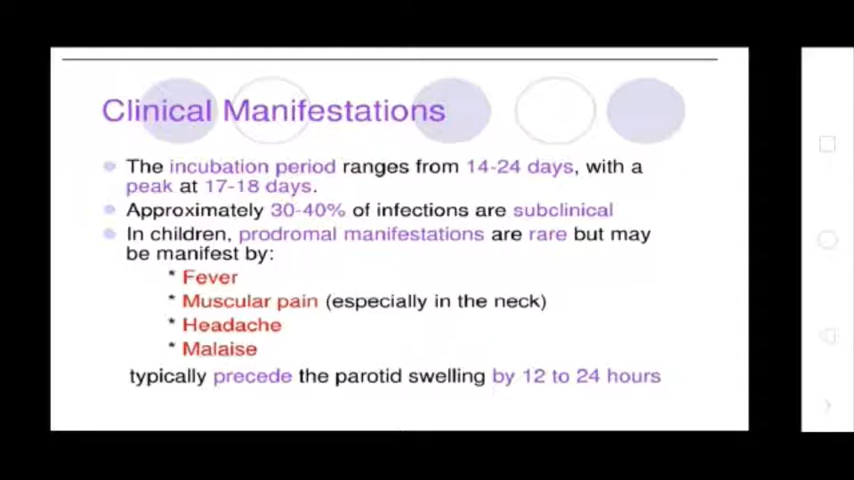 Clinical Manifestations
The incubation period ranges from 14-24 days, with a
peak at 17-18 days.
Approximately 30-40% of infections are subclinical
In children, prodromal manifestations are rare but may
be manifest by:
* Fever
* Muscular pain (especially in the neck)
* Headache
* Malaise
typically precede the parotid swelling by 12 to 24 hours